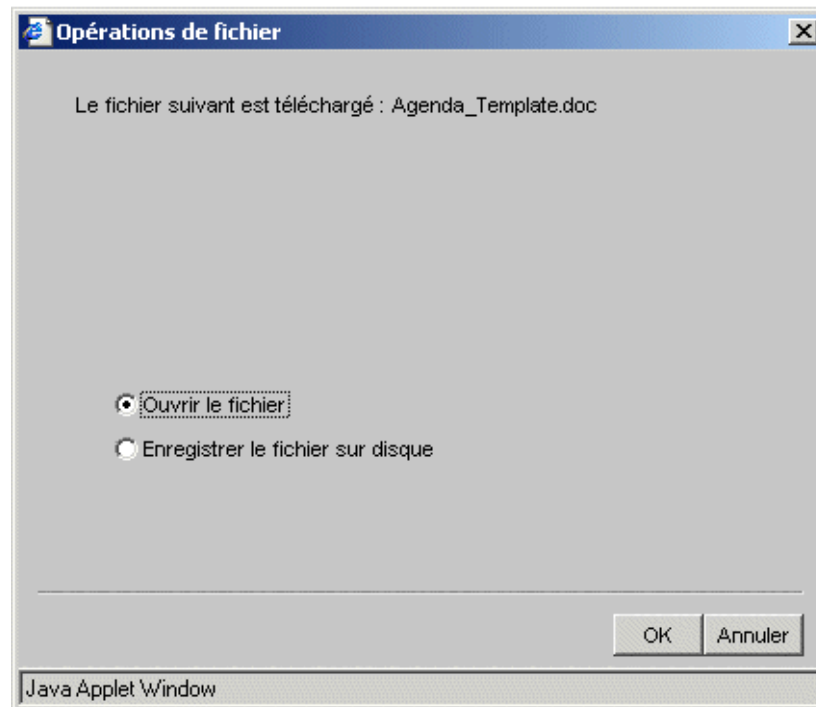 Opérations de fichier
Le fichier suivant est téléchargé : Agenda_Template.doc
Ouvrir le fichier
Enregistrer le fichier sur disque
OK Annuler
Java Applet Window